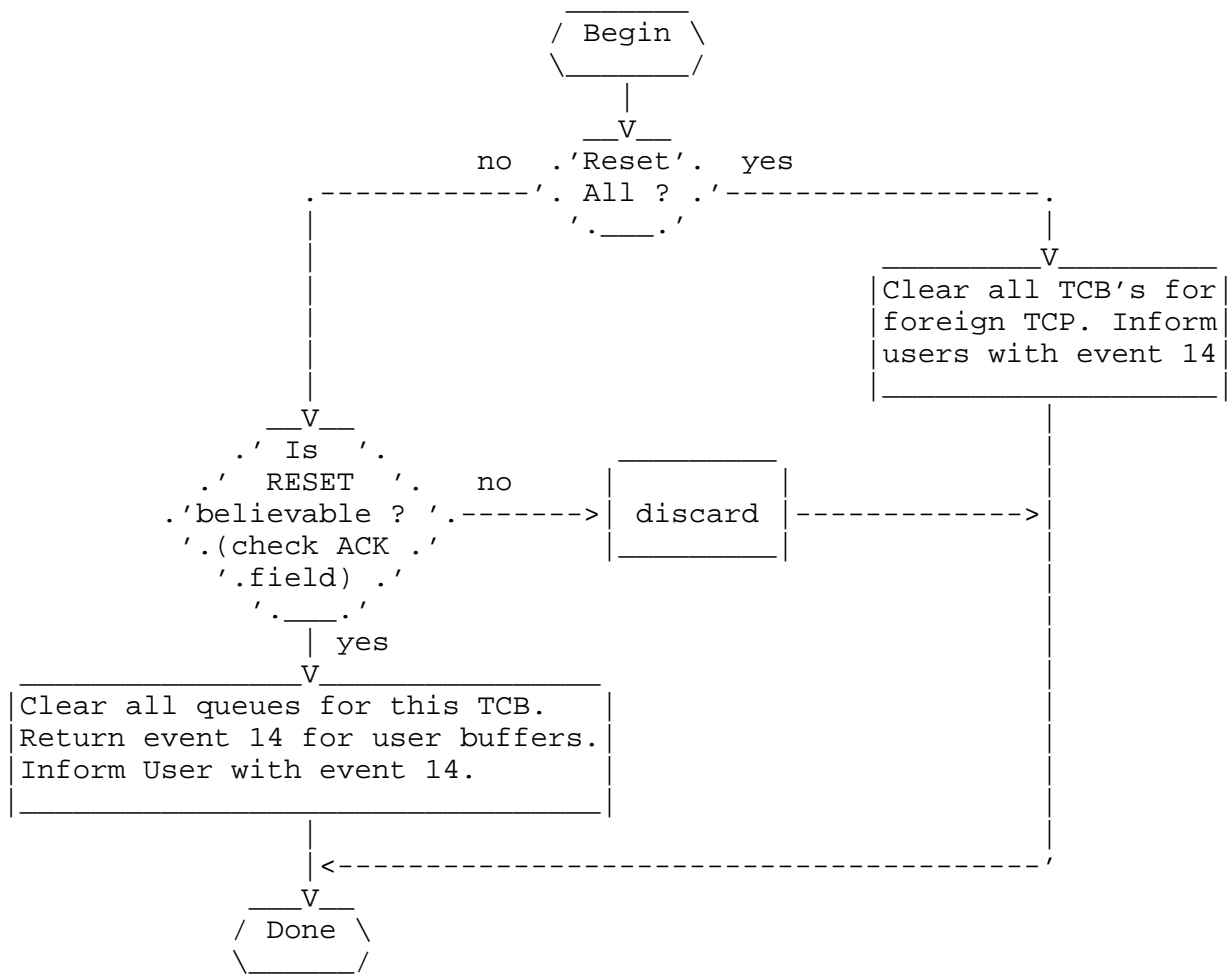 Begin
no 'Reset' yes
All ?
Clear all TCB's for
foreign TCP. Inform
users with event 14
Is
RESET no
believable ? discard
(check ACK
field)
yes
Clear all queues for this TCB.
Return event 14 for user buffers.
Inform User with event 14.
Done